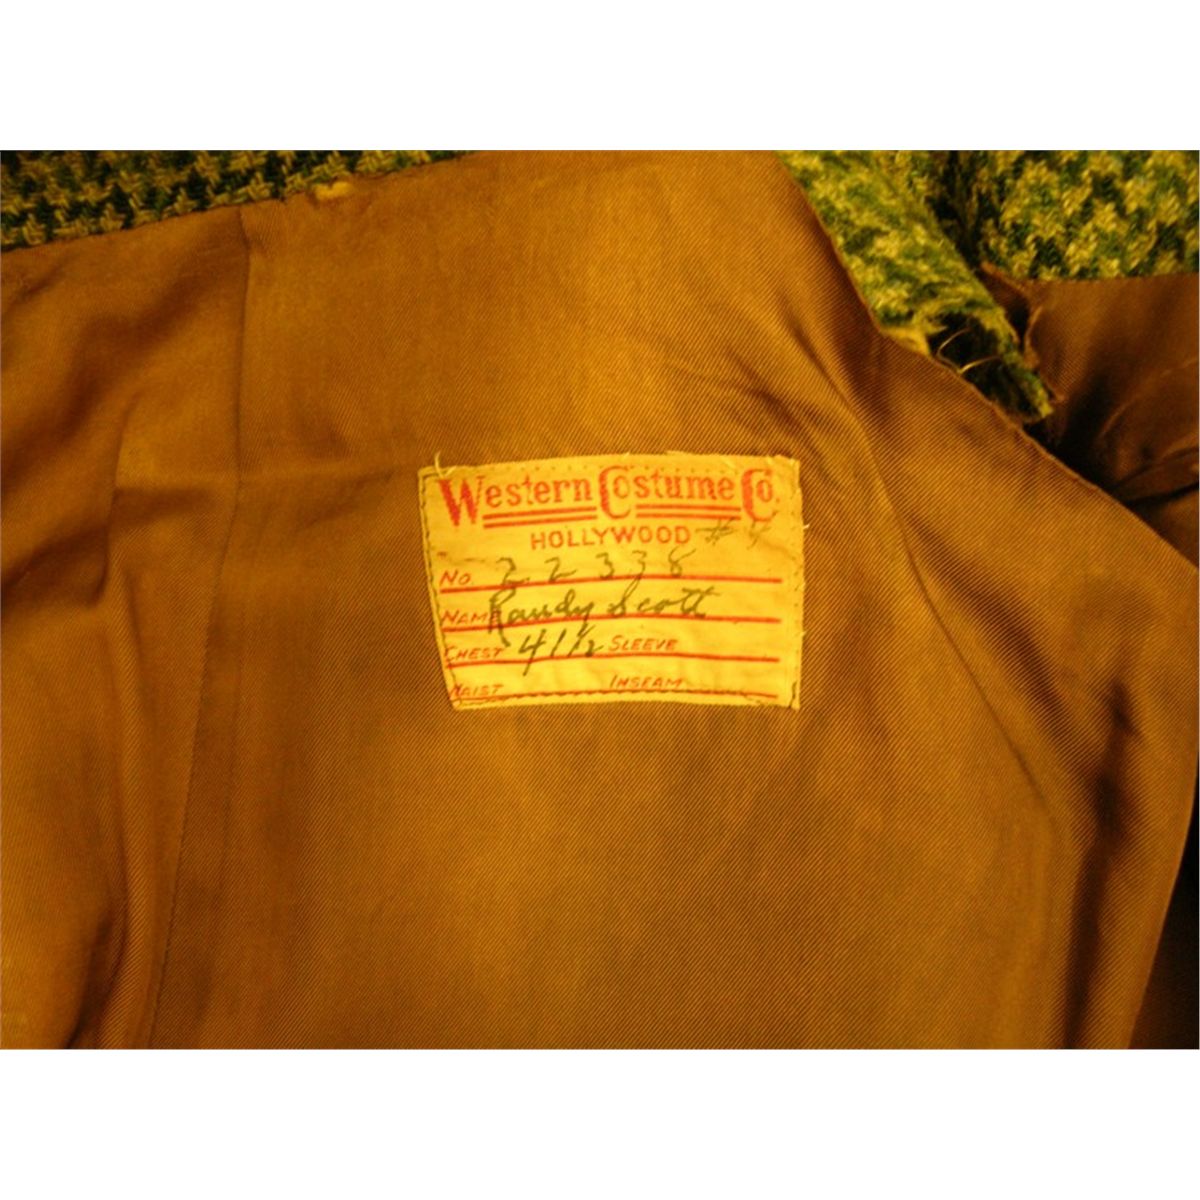 Western Costume Co.
HOLLYWOOD #4
No. 22338
NAME Randy Scott
CHEST 41½ SLEEVE
WAIST INSEAM